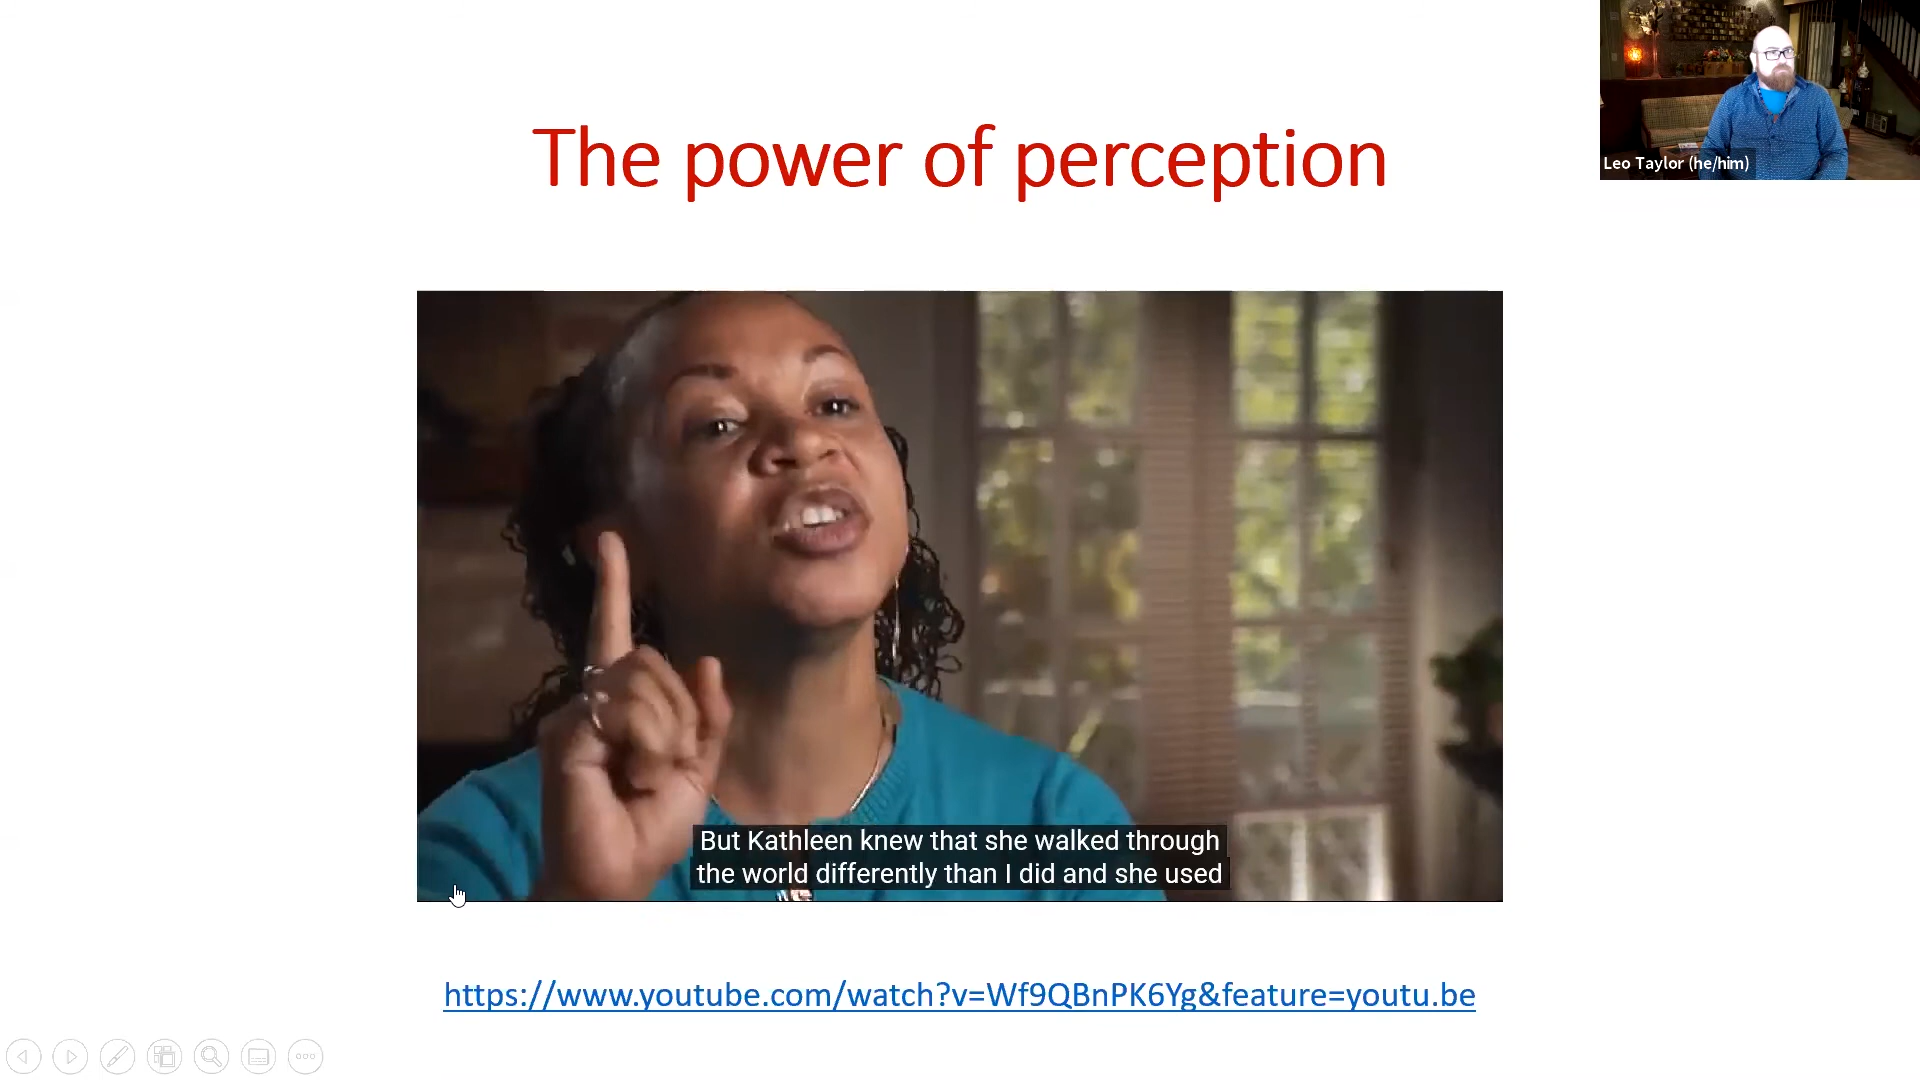 The power of perception
Leo Taylor (he/him)
But Kathleen knew that she walked through
the world differently than I did and she used
https://www.youtube.com/watch?v=Wf9QBnPK6Yg&feature=youtu.be